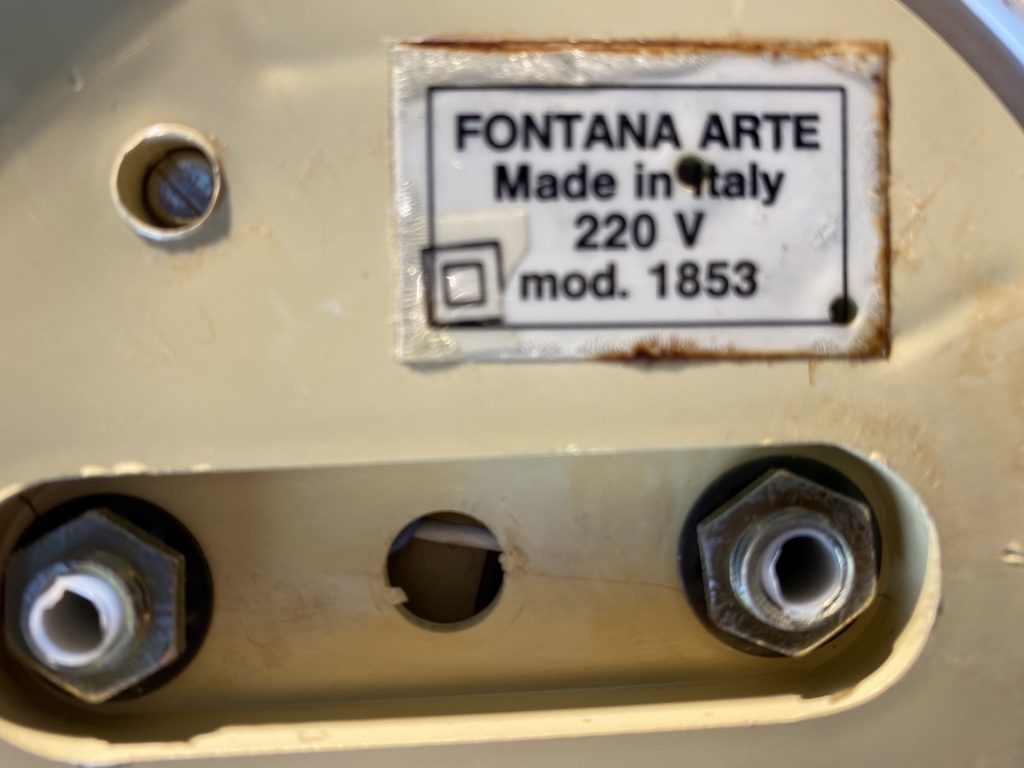 FONTANA ARTE
Made in Italy
220 V
mod. 1853